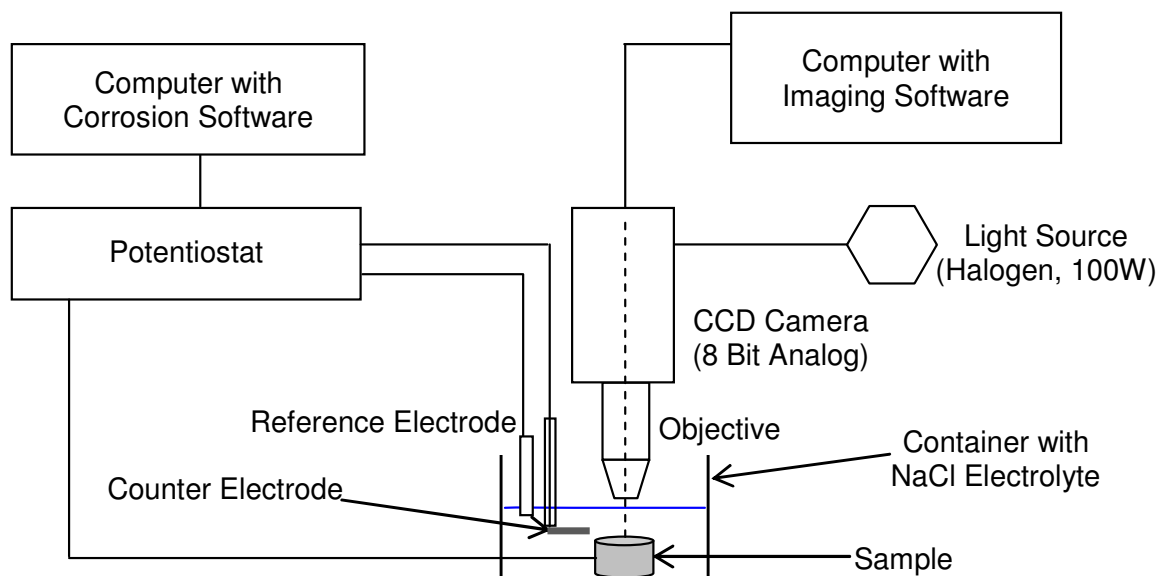 Computer with
Corrosion Software
Computer with
Imaging Software
Potentiostat
Light Source
(Halogen, 100W)
CCD Camera
(8 Bit Analog)
Reference Electrode
Objective
Container with
NaCl Electrolyte
Counter Electrode
Sample